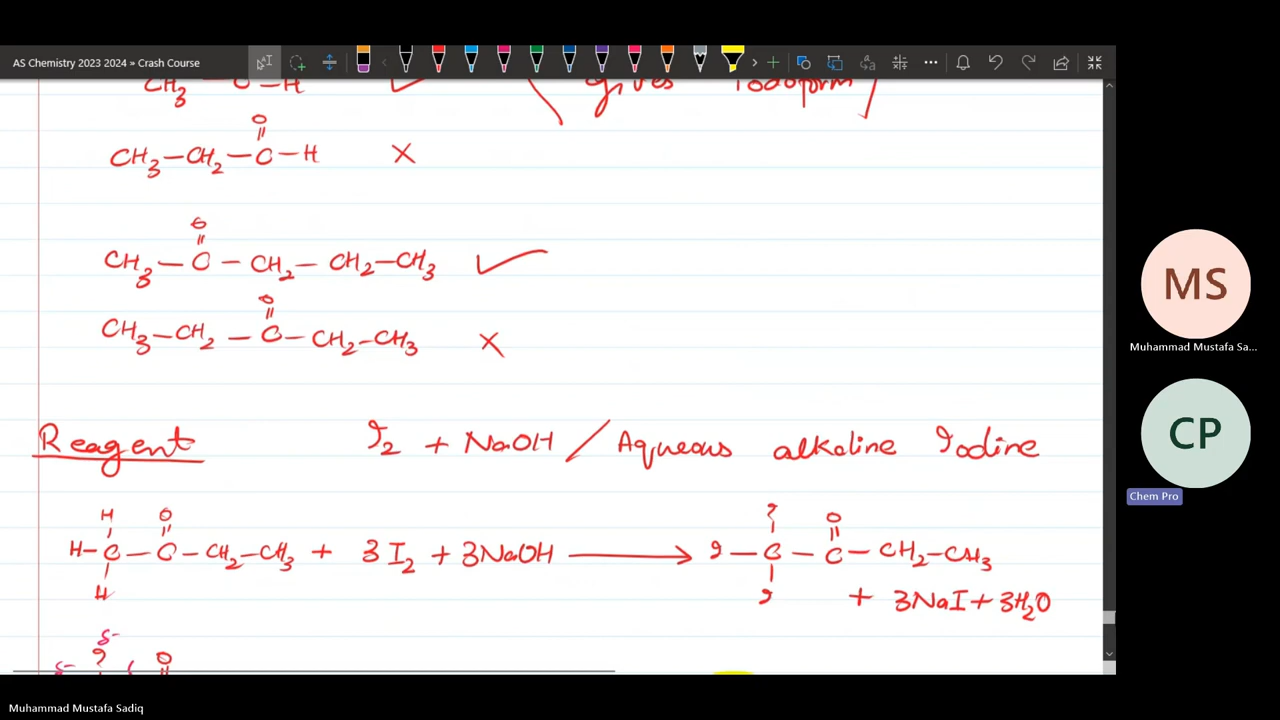 AS Chemistry 2023 2024 » Crash Course
CH3 C-H ✓ gives Iodoform
O
CH3-CH2-C-H ×
O
CH3-C-CH2-CH2-CH3 ✓
O
CH3-CH2-C-CH2-CH3 ×
Reagent I2 + NaOH / Aqueous alkaline Iodine
H O I O
H-C-C-CH2-CH3 + 3I2 + 3NaOH → I-C-C-CH2-CH3
H I + 3NaI + 3H2O
δ-
I O
δ-
MS
Muhammad Mustafa Sa...
CP
Chem Pro
Muhammad Mustafa Sadiq